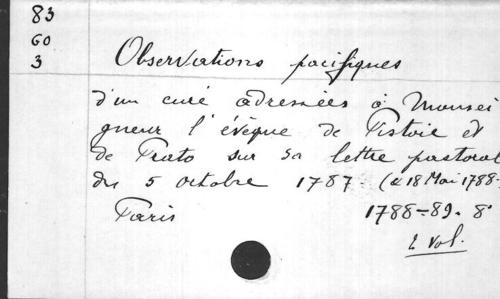 83
60
3
Observations pacifiques
d'un curé adressées à Monsei
gneur l'évêque de Pistoie et
de Prato sur sa lettre pastoral
du 5 octobre 1787 (& 18 Mai 1788-
Paris 1788-89. 8°
2 vol.